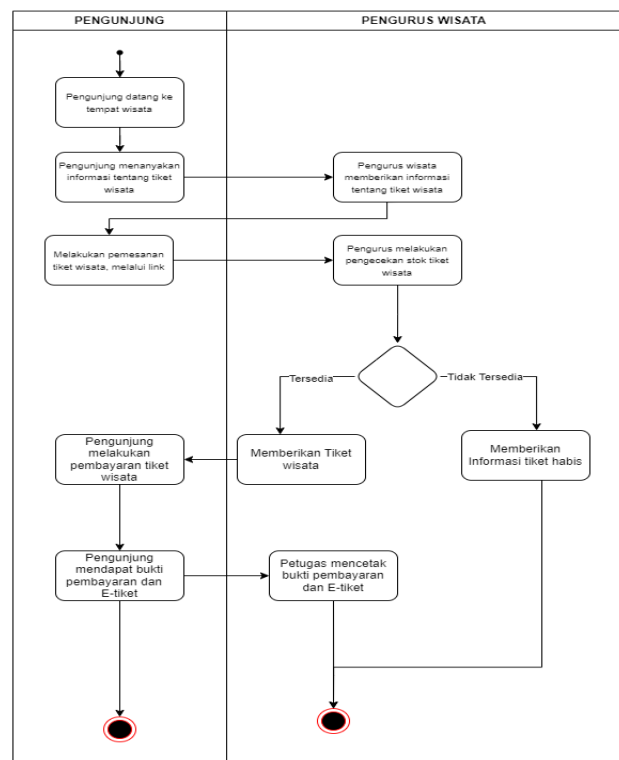 PENGUNJUNG
PENGURUS WISATA
Pengunjung datang ke
tempat wisata
Pengunjung menanyakan
informasi tentang tiket
wisata
Pengurus wisata
memberikan informasi
tentang tiket wisata
Melakukan pemesanan
tiket wisata, melalui link
Pengurus melakukan
pengecekan stok tiket
wisata
Tersedia
Tidak Tersedia
Pengunjung
melakukan
pembayaran tiket
wisata
Memberikan Tiket
wisata
Memberikan
Informasi tiket habis
Pengunjung
mendapat bukti
pembayaran dan
E-tiket
Petugas mencetak
bukti pembayaran
dan E-tiket